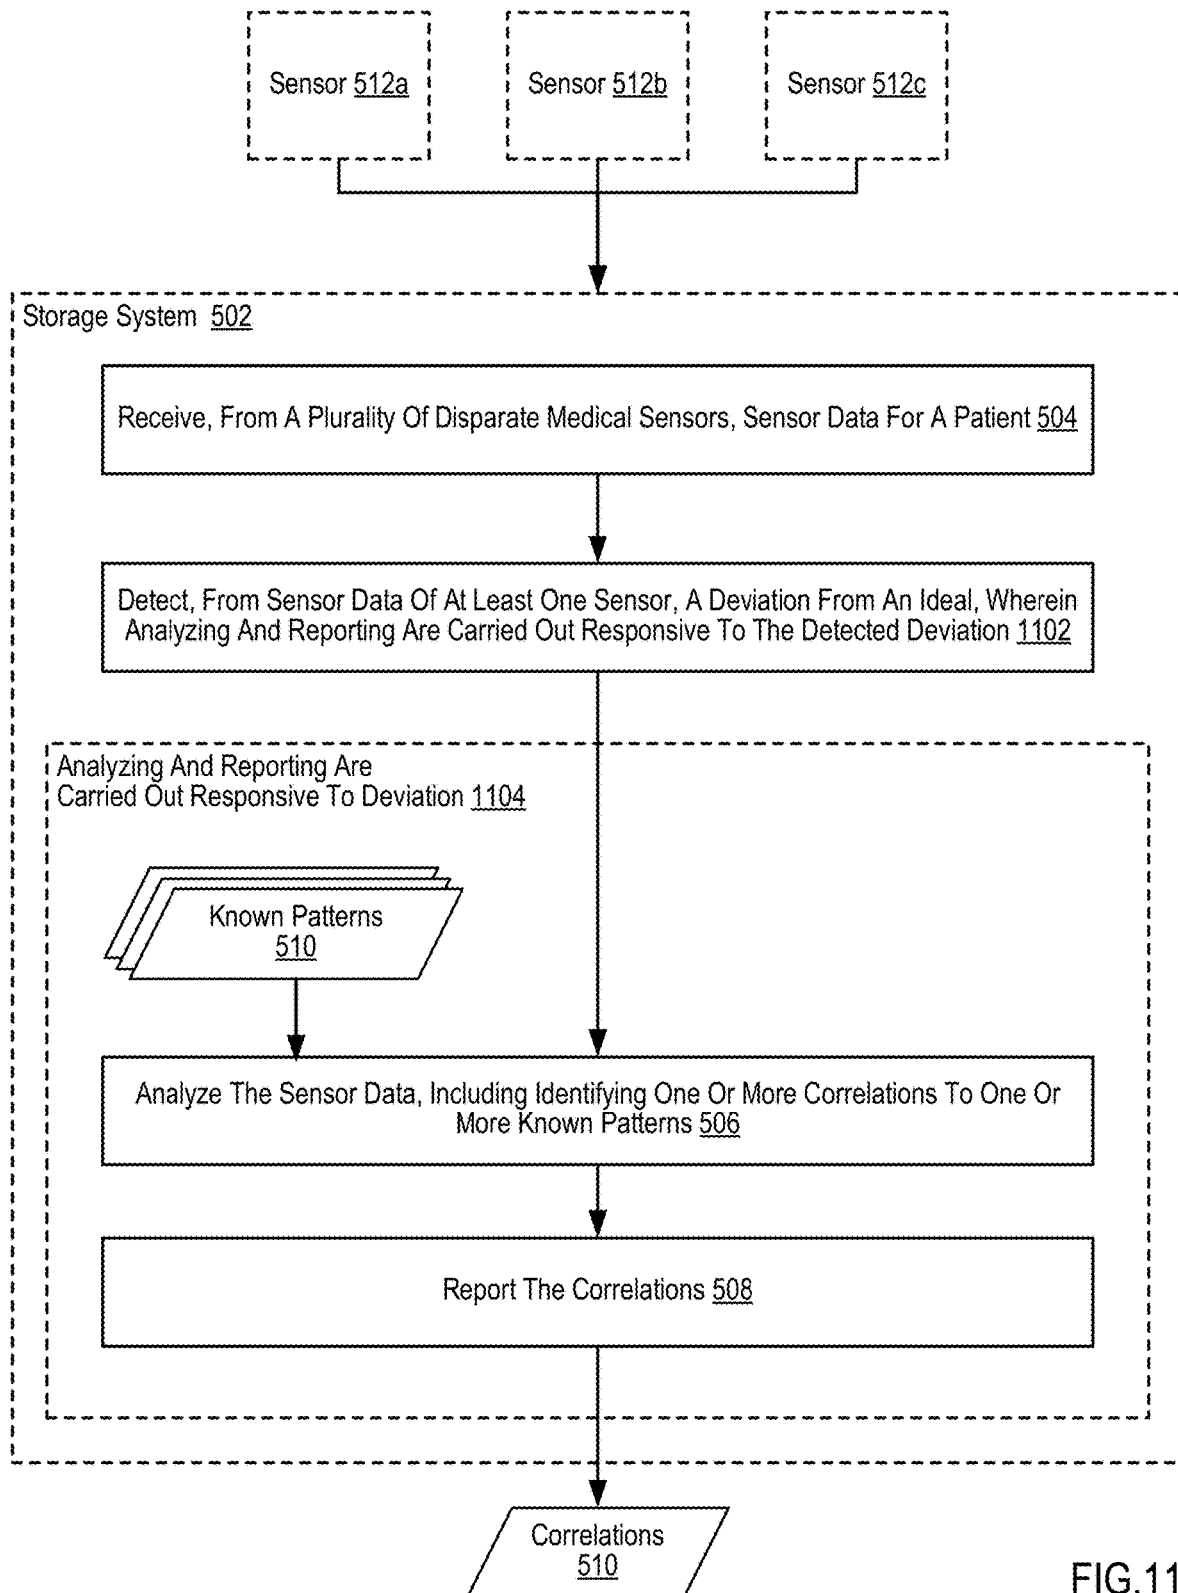 Sensor 512a
Sensor 512b
Sensor 512c
Storage System 502
Receive, From A Plurality Of Disparate Medical Sensors, Sensor Data For A Patient 504
Detect, From Sensor Data Of At Least One Sensor, A Deviation From An Ideal, Wherein
Analyzing And Reporting Are Carried Out Responsive To The Detected Deviation 1102
Analyzing And Reporting Are
Carried Out Responsive To Deviation 1104
Known Patterns
510
Analyze The Sensor Data, Including Identifying One Or More Correlations To One Or
More Known Patterns 506
Report The Correlations 508
Correlations
510
FIG.11